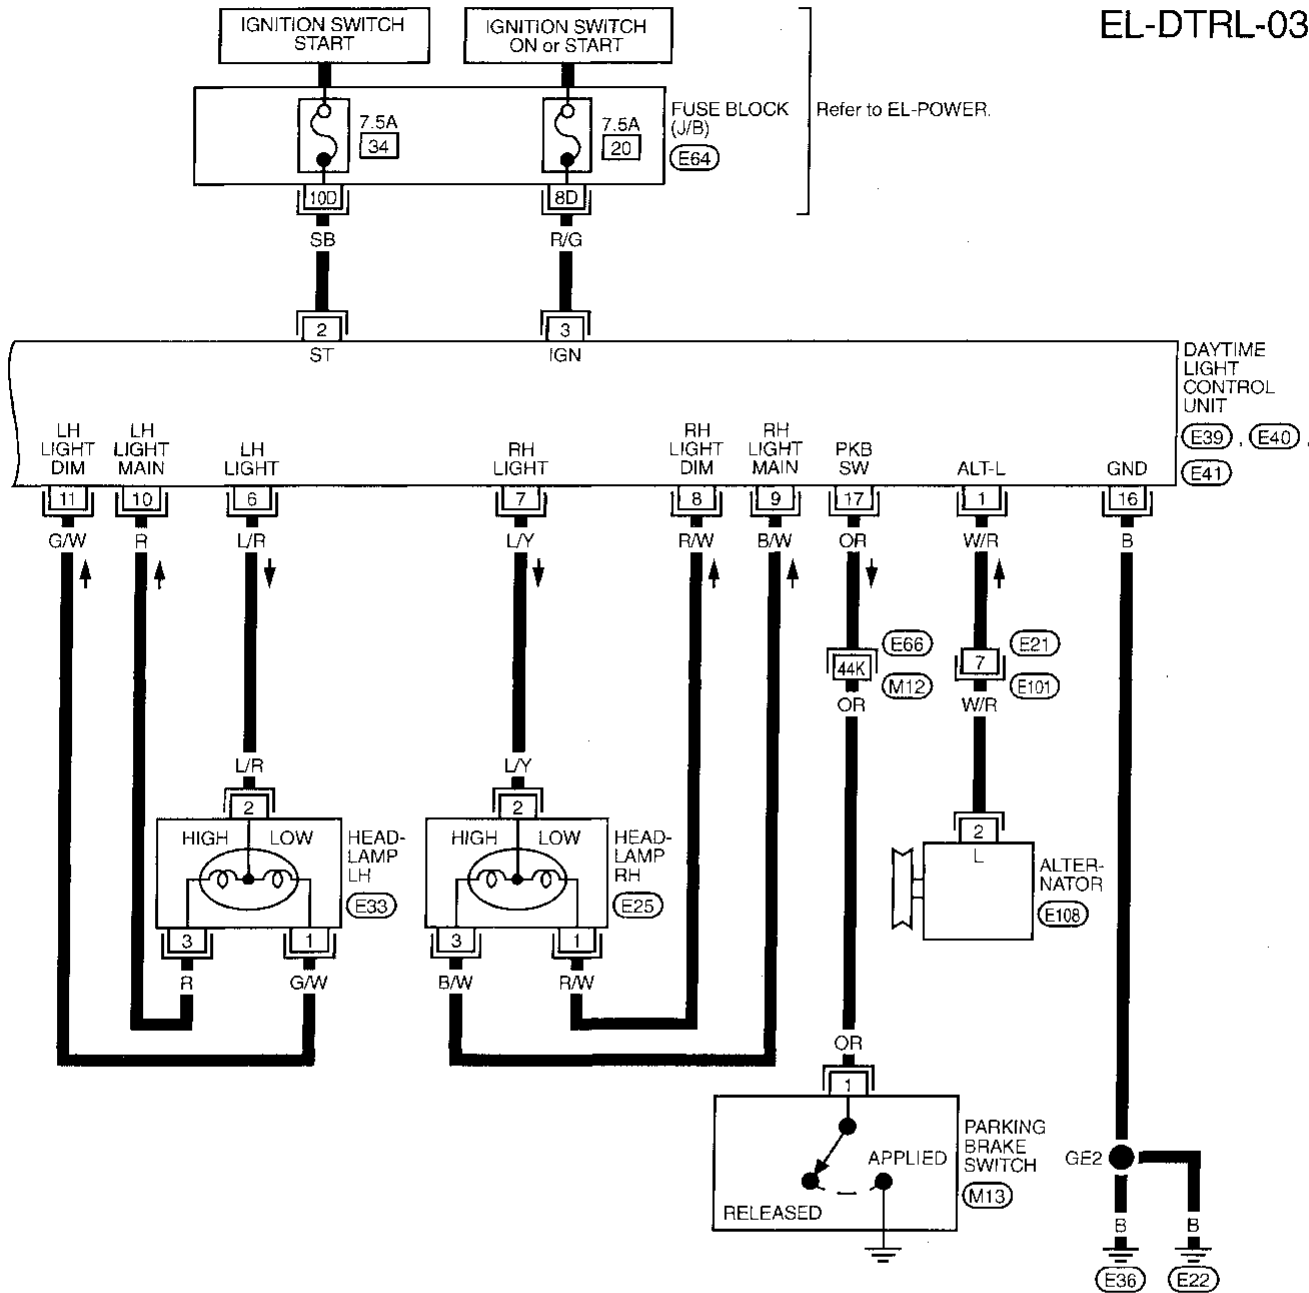 EL-DTRL-03
IGNITION SWITCH
START
IGNITION SWITCH
ON or START
7.5A
34
7.5A
20
FUSE BLOCK
(J/B)
E64
Refer to EL-POWER.
10D
8D
SB
R/G
2
3
ST
IGN
DAYTIME
LIGHT
CONTROL
UNIT
E39 , E40 ,
E41
LH
LIGHT
DIM
LH
LIGHT
MAIN
LH
LIGHT
RH
LIGHT
RH
LIGHT
DIM
RH
LIGHT
MAIN
PKB
SW
ALT-L
GND
11
10
6
7
8
9
17
1
16
G/W
R
L/R
L/Y
R/W
B/W
OR
W/R
B
44K
E66
M12
7
E21
E101
OR
W/R
L/R
L/Y
2
2
HIGH
LOW
HEAD-
LAMP
LH
E33
HIGH
LOW
HEAD-
LAMP
RH
E25
2
L
ALTER-
NATOR
E108
3
1
3
1
R
G/W
B/W
R/W
OR
1
RELEASED
APPLIED
PARKING
BRAKE
SWITCH
M13
GE2
B
B
E36
E22